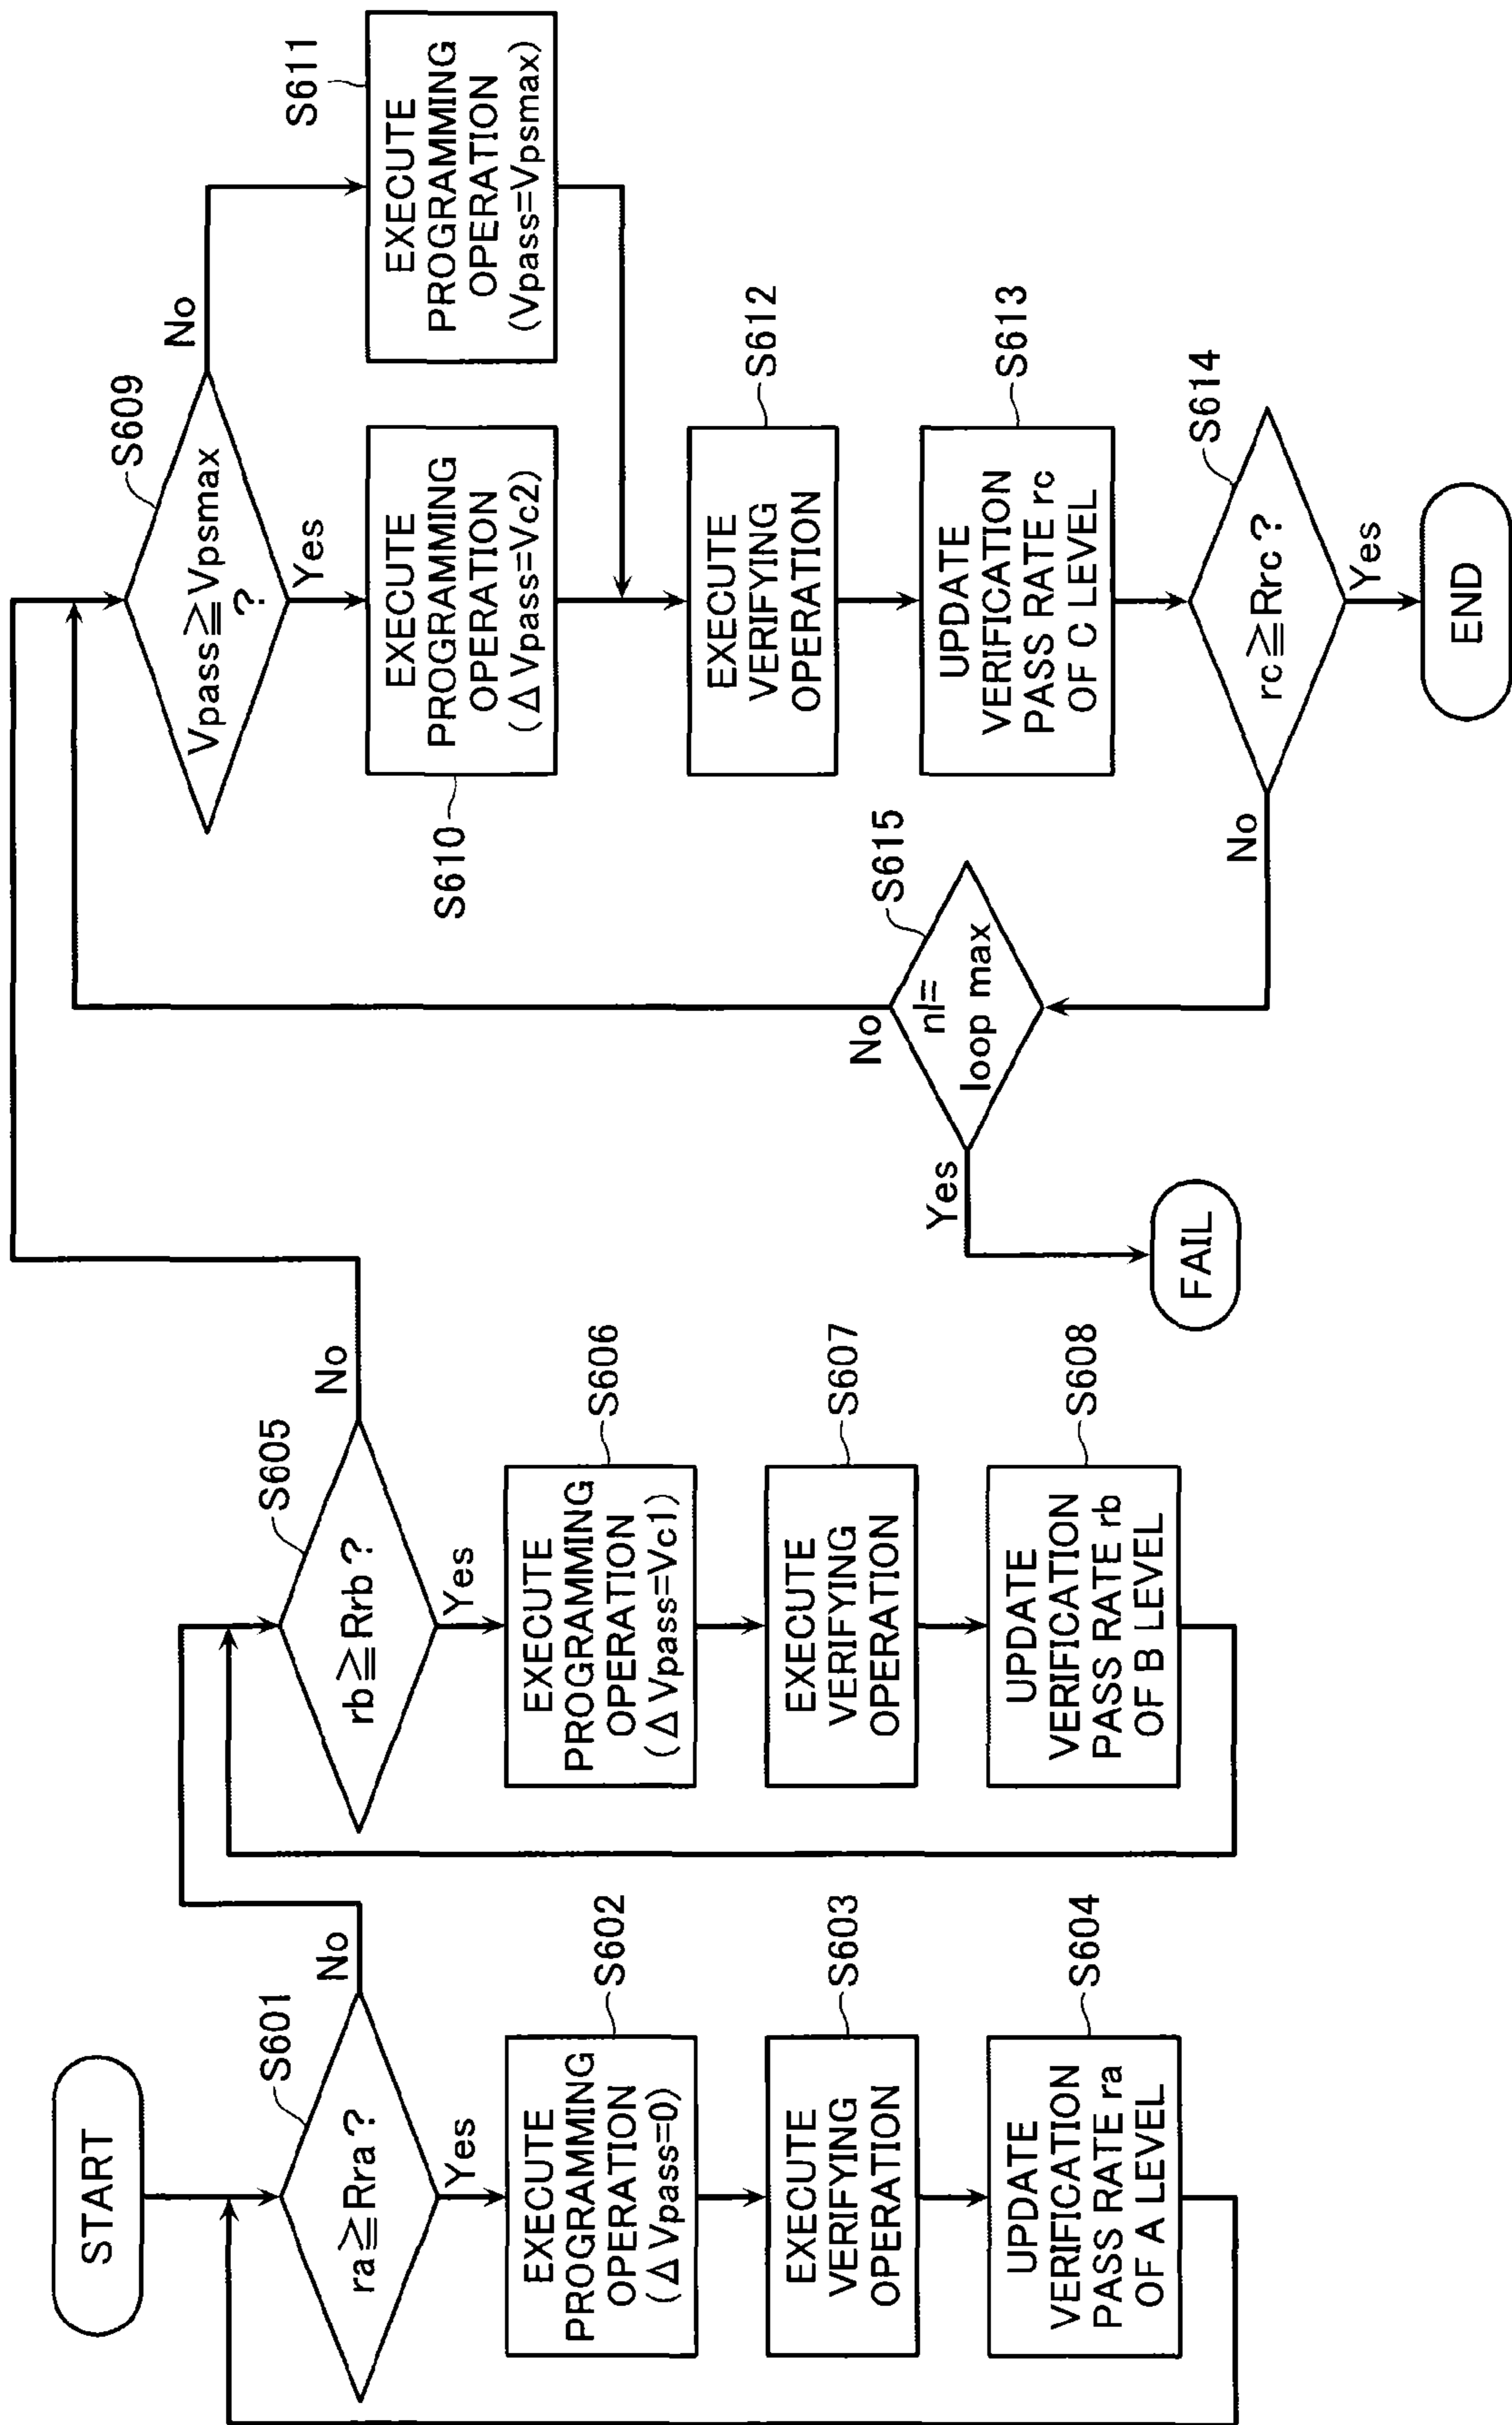 START
S601
ra≧Rra?
No
Yes
S602
EXECUTE
PROGRAMMING
OPERATION
(ΔVpass=0)
S603
EXECUTE
VERIFYING
OPERATION
S604
UPDATE
VERIFICATION
PASS RATE ra
OF A LEVEL
S605
rb≧Rrb?
No
Yes
S606
EXECUTE
PROGRAMMING
OPERATION
(ΔVpass=Vc1)
S607
EXECUTE
VERIFYING
OPERATION
S608
UPDATE
VERIFICATION
PASS RATE rb
OF B LEVEL
S609
Vpass≧Vpsmax
?
No
Yes
S610
EXECUTE
PROGRAMMING
OPERATION
(ΔVpass=Vc2)
S611
EXECUTE
PROGRAMMING
OPERATION
(Vpass=Vpsmax)
S612
EXECUTE
VERIFYING
OPERATION
S613
UPDATE
VERIFICATION
PASS RATE rc
OF C LEVEL
S614
rc≧Rrc?
No
Yes
END
S615
nl=
loop max
No
Yes
FAIL